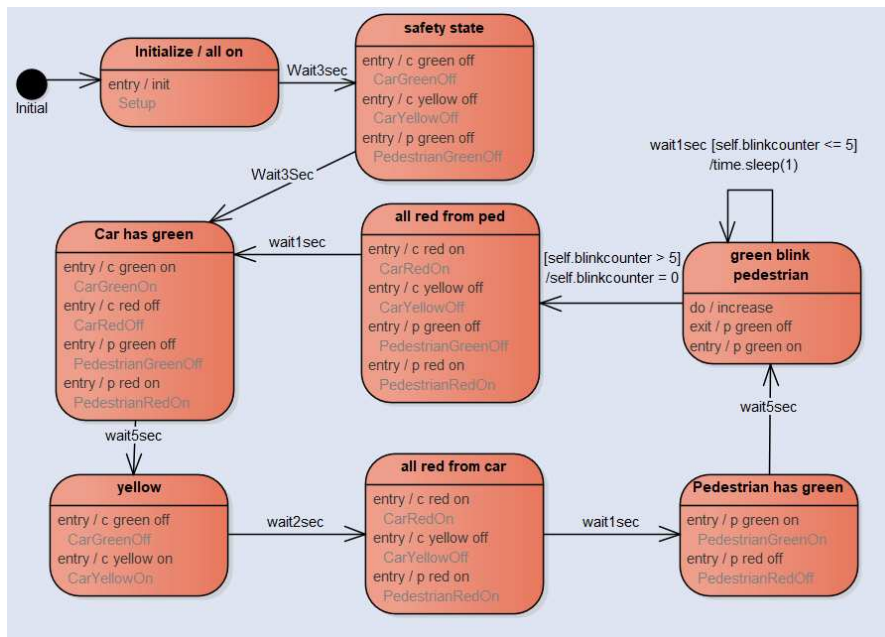 Initial
Initialize / all on
entry / init
Setup
Wait3sec
safety state
entry / c green off
CarGreenOff
entry / c yellow off
CarYellowOff
entry / p green off
PedestrianGreenOff
Wait3Sec
Car has green
entry / c green on
CarGreenOn
entry / c red off
CarRedOff
entry / p green off
PedestrianGreenOff
entry / p red on
PedestrianRedOn
wait1sec
all red from ped
entry / c red on
CarRedOn
entry / c yellow off
CarYellowOff
entry / p green off
PedestrianGreenOff
entry / p red on
PedestrianRedOn
[self.blinkcounter > 5]
/self.blinkcounter = 0
wait1sec [self.blinkcounter <= 5]
/time.sleep(1)
green blink
pedestrian
do / increase
exit / p green off
entry / p green on
wait5sec
wait5sec
yellow
entry / c green off
CarGreenOff
entry / c yellow on
CarYellowOn
wait2sec
all red from car
entry / c red on
CarRedOn
entry / c yellow off
CarYellowOff
entry / p red on
PedestrianRedOn
wait1sec
Pedestrian has green
entry / p green on
PedestrianGreenOn
entry / p red off
PedestrianRedOff